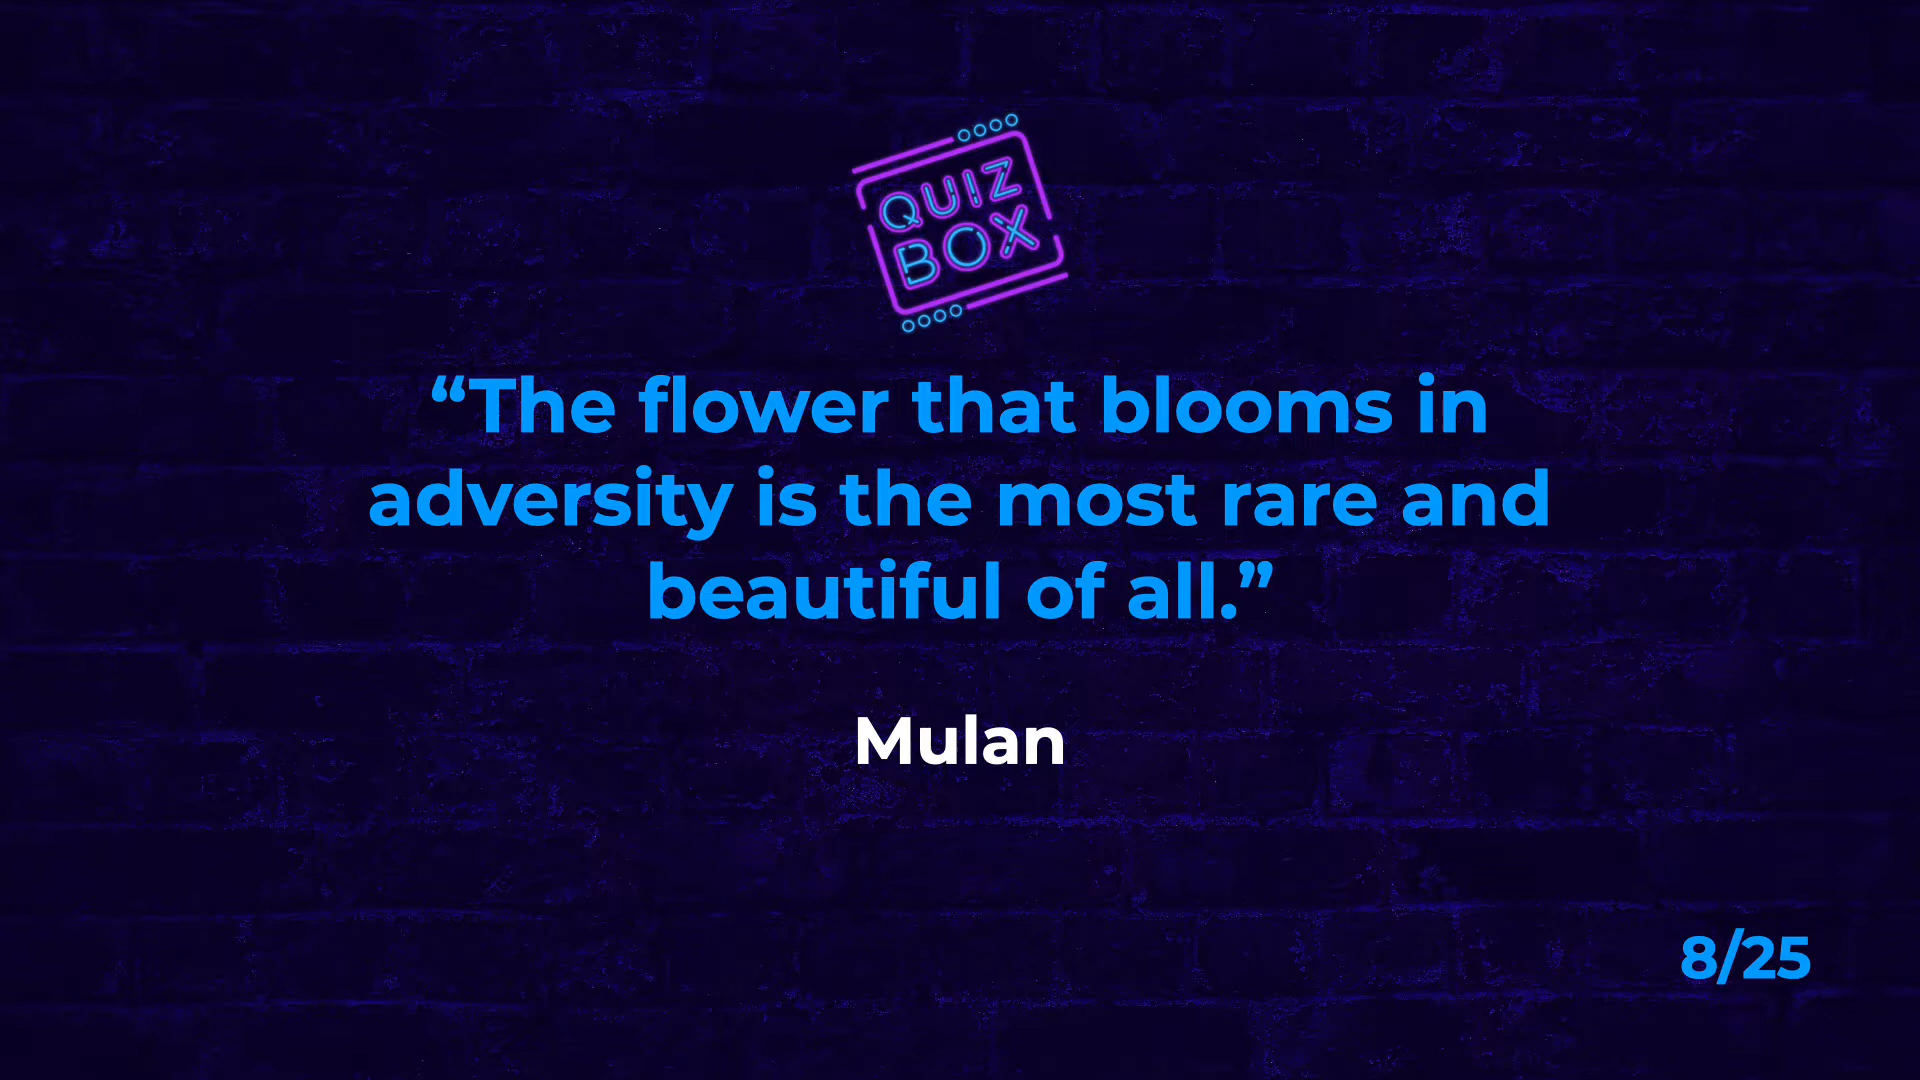 QUIZ
BOX
“The flower that blooms in
adversity is the most rare and
beautiful of all.”
Mulan
8/25